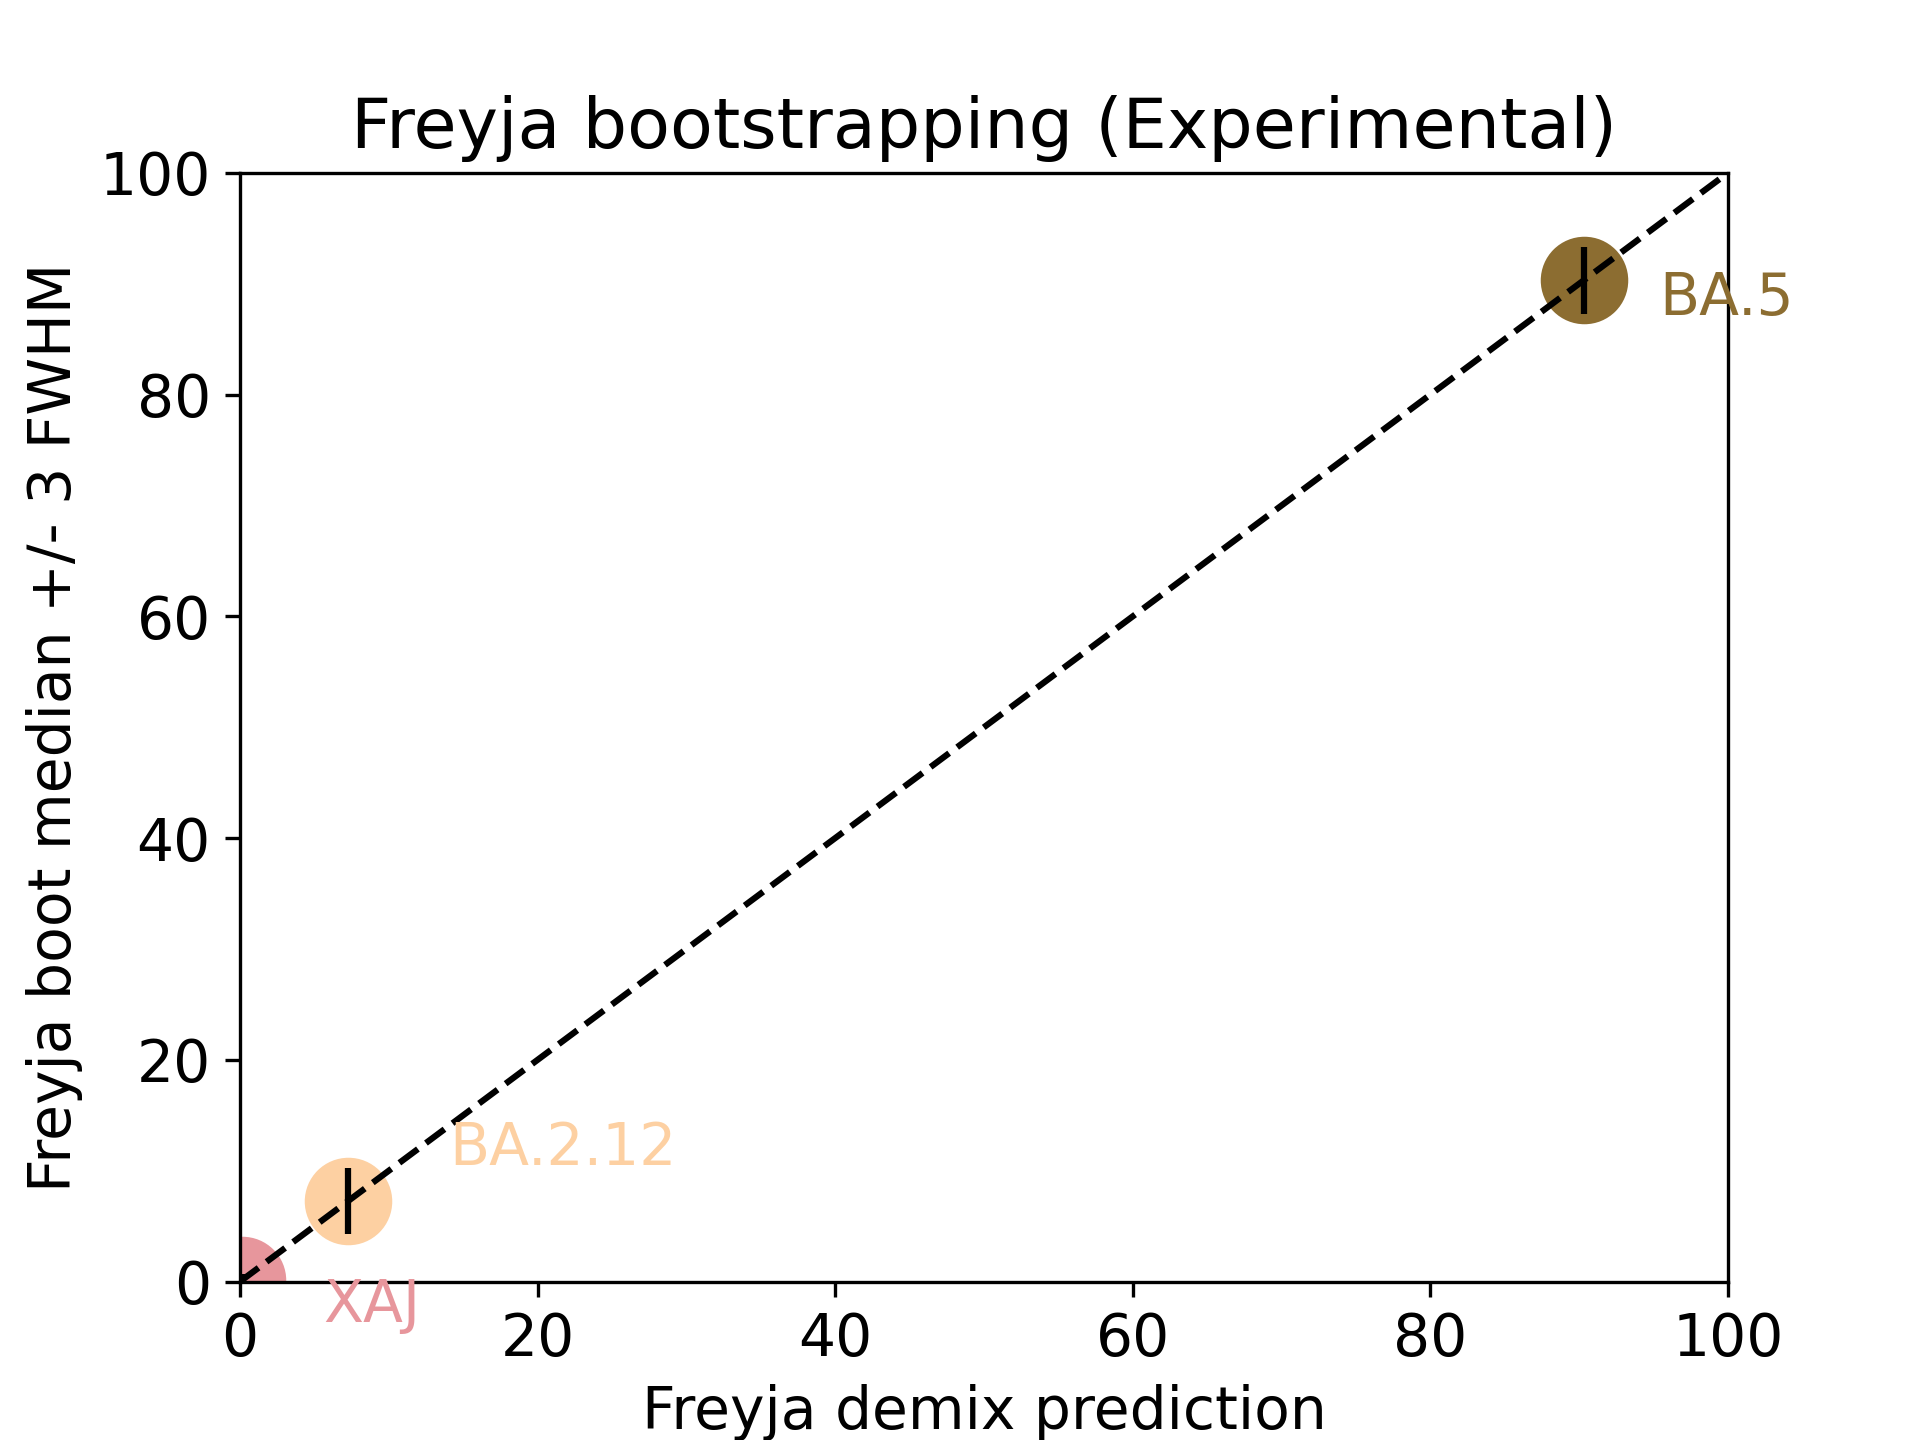 Freyja bootstrapping (Experimental)
Freyja boot median +/- 3 FWHM
100
80
60
40
20
0
BA.5
BA.2.12
XAJ
0 20 40 60 80 100
Freyja demix prediction